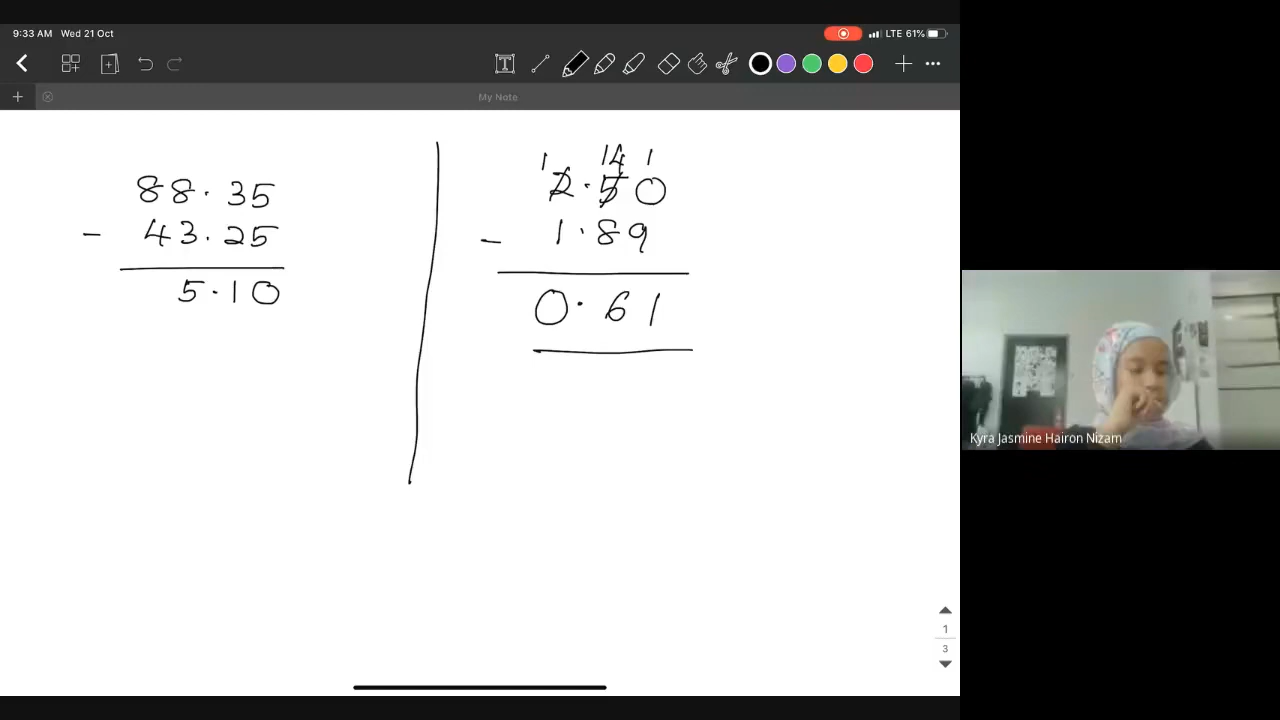 9:33 AM Wed 21 Oct
LTE 61%
My Note
88.35
- 43.25
5.10
1 14 1
2.50
- 1.89
0.61
Kyra Jasmine Hairon Nizam
1
3